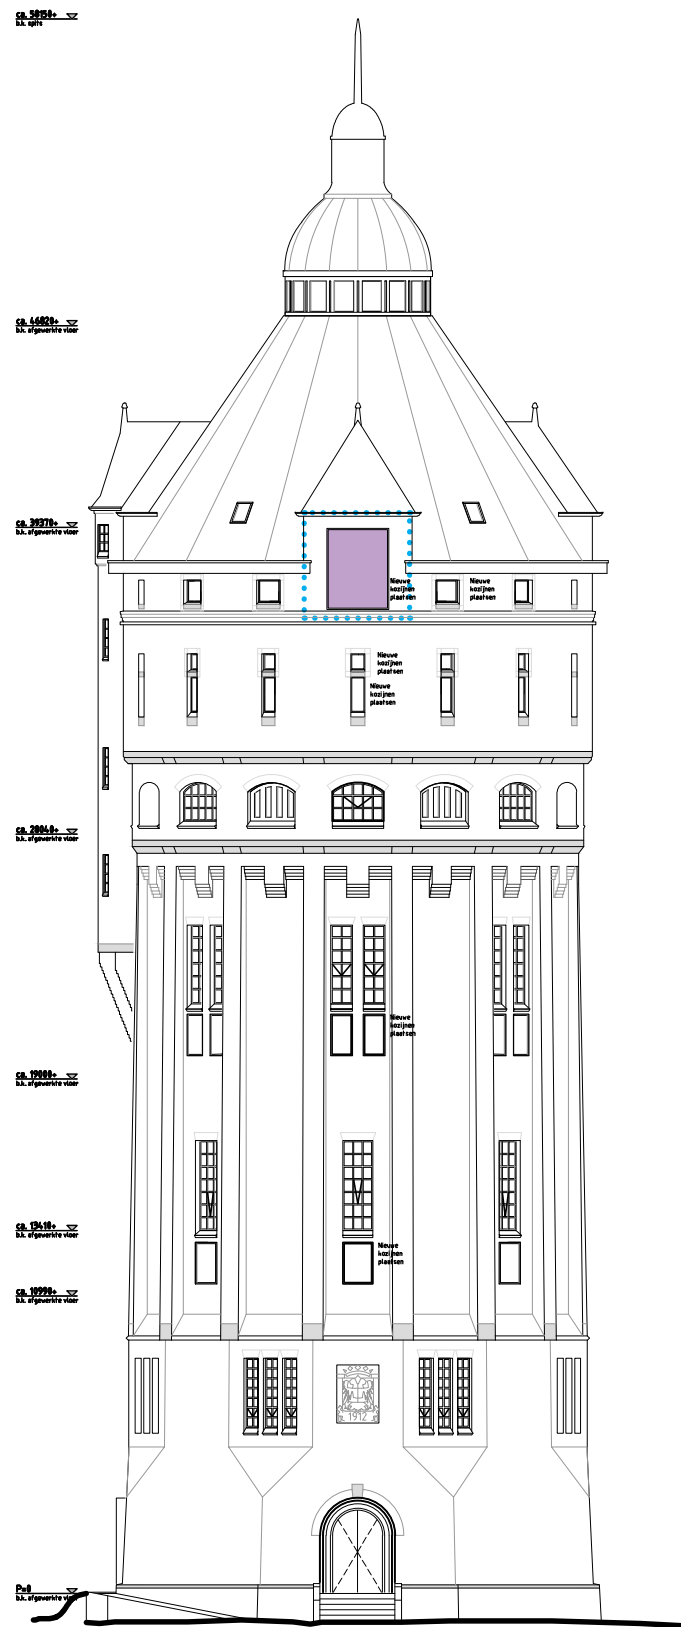 ca. 50150+
b.k. spits
ca. 46020+
b.k. afgewerkte vloer
ca. 39370+
b.k. afgewerkte vloer
Nieuwe
kozijnen
plaatsen
Nieuwe
kozijnen
plaatsen
Nieuwe
kozijnen
plaatsen
Nieuwe
kozijnen
plaatsen
ca. 28040+
b.k. afgewerkte vloer
Nieuwe
kozijnen
plaatsen
ca. 19000+
b.k. afgewerkte vloer
ca. 13410+
b.k. afgewerkte vloer
Nieuwe
kozijnen
plaatsen
ca. 10990+
b.k. afgewerkte vloer
1912
P=0
b.k. afgewerkte vloer